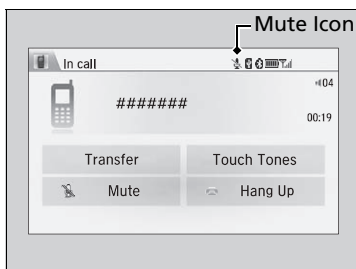 Mute Icon
In call
04
#######
00:19
Transfer
Touch Tones
Mute
Hang Up